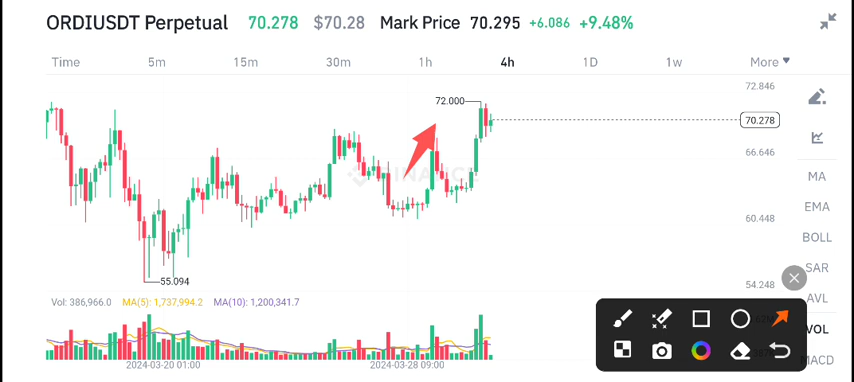 ORDIUSDT Perpetual 70.278 $70.28 Mark Price 70.295 +6.086 +9.48%
Time 5m 15m 30m 1h 4h 1D 1w More
72.846
72.000
70.278
66.646
BINANCE
60.448
55.094
54.248
MA
EMA
BOLL
SAR
AVL
VOL
MACD
Vol: 386,966.0 MA(5): 1,737,994.2 MA(10): 1,200,341.7
2024-03-20 01:00 2024-03-28 09:00